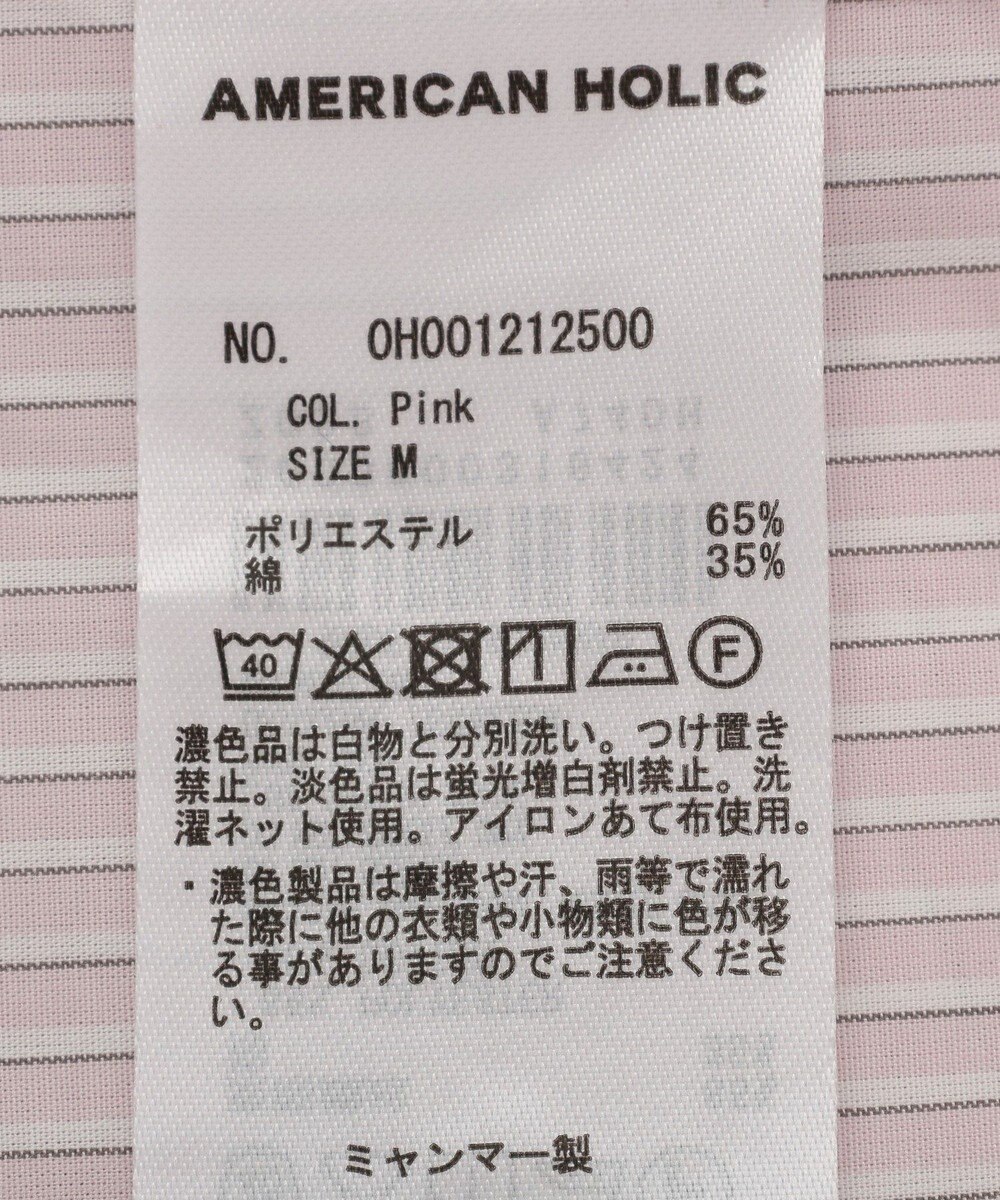 AMERICAN HOLIC
NO. 0H001212500
COL. Pink
SIZE M
ポリエステル 65%
綿 35%
40
F
濃色品は白物と分別洗い。つけ置き
禁止。淡色品は蛍光増白剤禁止。洗
濯ネット使用。アイロンあて布使用。
・濃色製品は摩擦や汗、雨等で濡れ
た際に他の衣類や小物類に色が移
る事がありますのでご注意くださ
い。
ミャンマー製